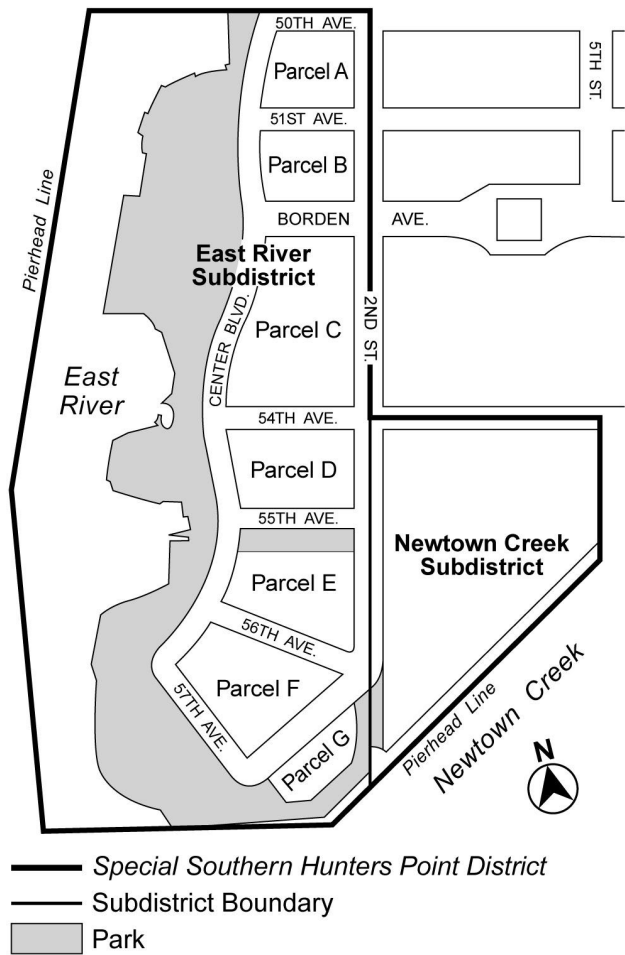 50TH AVE.
Parcel A
5TH ST.
51ST AVE.
Parcel B
BORDEN AVE.
Pierhead Line
East River
Subdistrict
CENTER BLVD.
Parcel C
2ND ST.
East
River
54TH AVE.
Parcel D
55TH AVE.
Newtown Creek
Subdistrict
Parcel E
56TH AVE.
Parcel F
57TH AVE.
Parcel G
Pierhead Line
Newtown Creek
N
Special Southern Hunters Point District
Subdistrict Boundary
Park